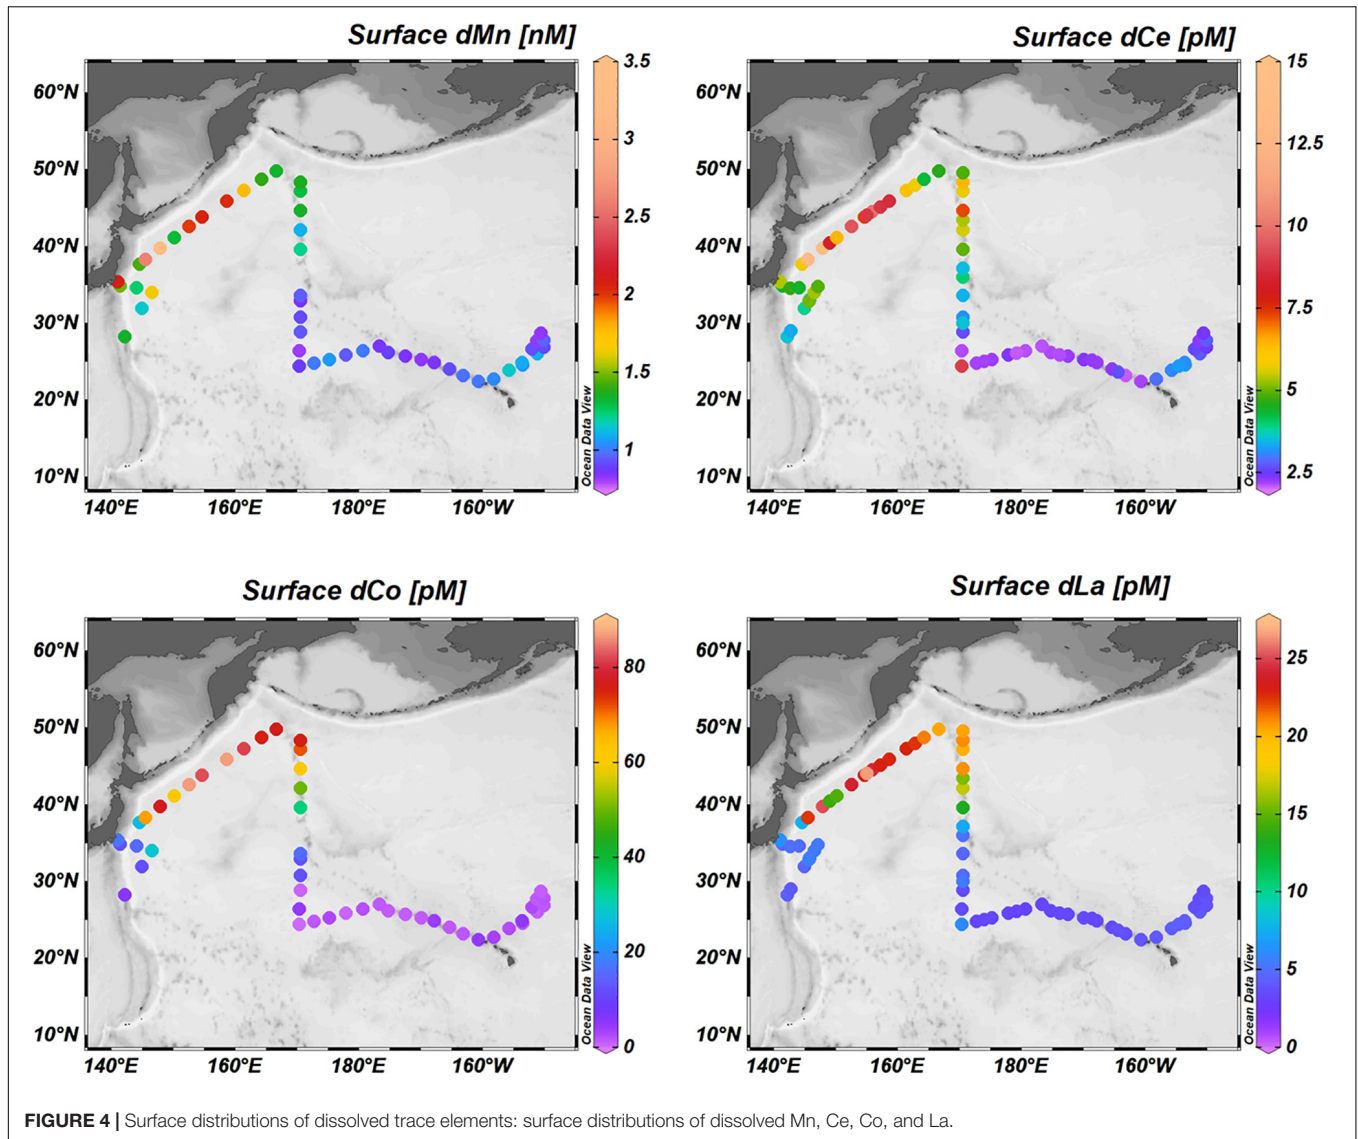 Surface dMn [nM]
60°N
50°N
40°N
30°N
20°N
10°N
140°E 160°E 180°E 160°W
3.5
3
2.5
2
1.5
1
Ocean Data View
Surface dCe [pM]
60°N
50°N
40°N
30°N
20°N
10°N
140°E 160°E 180°E 160°W
15
12.5
10
7.5
5
2.5
Ocean Data View
Surface dCo [pM]
60°N
50°N
40°N
30°N
20°N
10°N
140°E 160°E 180°E 160°W
80
60
40
20
0
Ocean Data View
Surface dLa [pM]
60°N
50°N
40°N
30°N
20°N
10°N
140°E 160°E 180°E 160°W
25
20
15
10
5
0
Ocean Data View
FIGURE 4 | Surface distributions of dissolved trace elements: surface distributions of dissolved Mn, Ce, Co, and La.